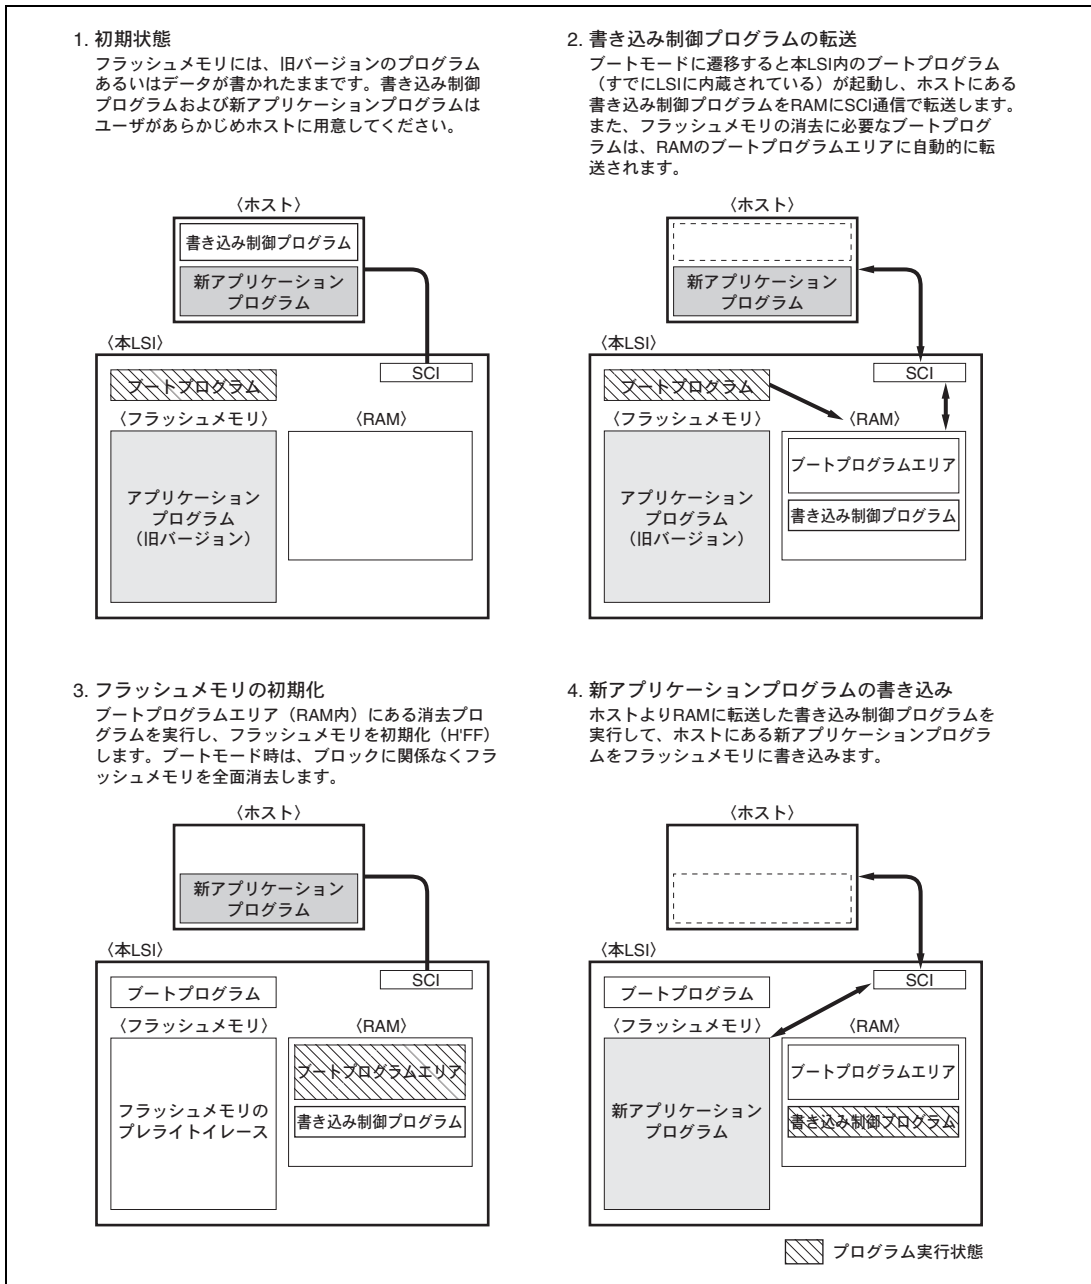 1. 初期状態
フラッシュメモリには、旧バージョンのプログラム
あるいはデータが書かれたままです。書き込み制御
プログラムおよび新アプリケーションプログラムは
ユーザがあらかじめホストに用意してください。
〈ホスト〉
書き込み制御プログラム
新アプリケーション
プログラム
〈本LSI〉
SCI
ブートプログラム
〈フラッシュメモリ〉
〈RAM〉
アプリケーション
プログラム
(旧バージョン)
2. 書き込み制御プログラムの転送
ブートモードに遷移すると本LSI内のブートプログラム
(すでにLSIに内蔵されている)が起動し、ホストにある
書き込み制御プログラムをRAMにSCI通信で転送します。
また、フラッシュメモリの消去に必要なブートプログ
ラムは、RAMのブートプログラムエリアに自動的に転
送されます。
〈ホスト〉
新アプリケーション
プログラム
〈本LSI〉
SCI
ブートプログラム
〈フラッシュメモリ〉
〈RAM〉
ブートプログラムエリア
アプリケーション
プログラム
(旧バージョン)
書き込み制御プログラム
3. フラッシュメモリの初期化
ブートプログラムエリア(RAM内)にある消去プロ
グラムを実行し、フラッシュメモリを初期化(H'FF)
します。ブートモード時は、ブロックに関係なくフラ
ッシュメモリを全面消去します。
〈ホスト〉
新アプリケーション
プログラム
〈本LSI〉
SCI
ブートプログラム
〈フラッシュメモリ〉
〈RAM〉
ブートプログラムエリア
フラッシュメモリの
プレライトイレース
書き込み制御プログラム
4. 新アプリケーションプログラムの書き込み
ホストよりRAMに転送した書き込み制御プログラムを
実行して、ホストにある新アプリケーションプログラ
ムをフラッシュメモリに書き込みます。
〈ホスト〉
〈本LSI〉
SCI
ブートプログラム
〈フラッシュメモリ〉
〈RAM〉
ブートプログラムエリア
新アプリケーション
プログラム
書き込み制御プログラム
プログラム実行状態